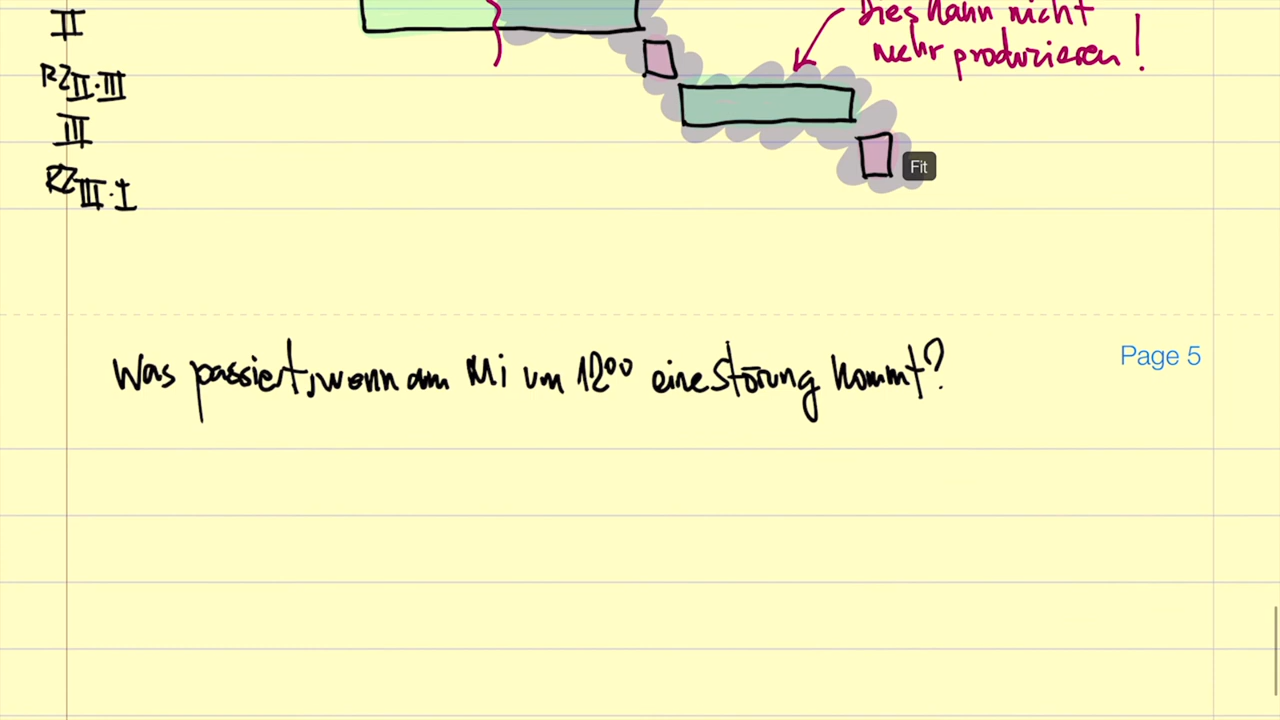 II
Dies kann nicht
mehr produzieren!
RZ II.III
III
Fit
RZ III.I
Page 5
Was passiert, wenn am Mi um 12⁰⁰ eine Störung kommt?